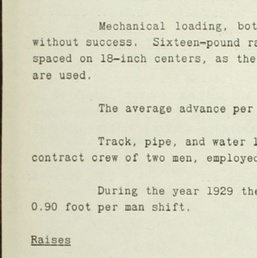 Mechanical loading, bot
without success. Sixteen-pound ra
spaced on 18-inch centers, as the
are used.
The average advance per
Track, pipe, and water l
contract crew of two men, employed
During the year 1929 the
0.90 foot per man shift.
Raises